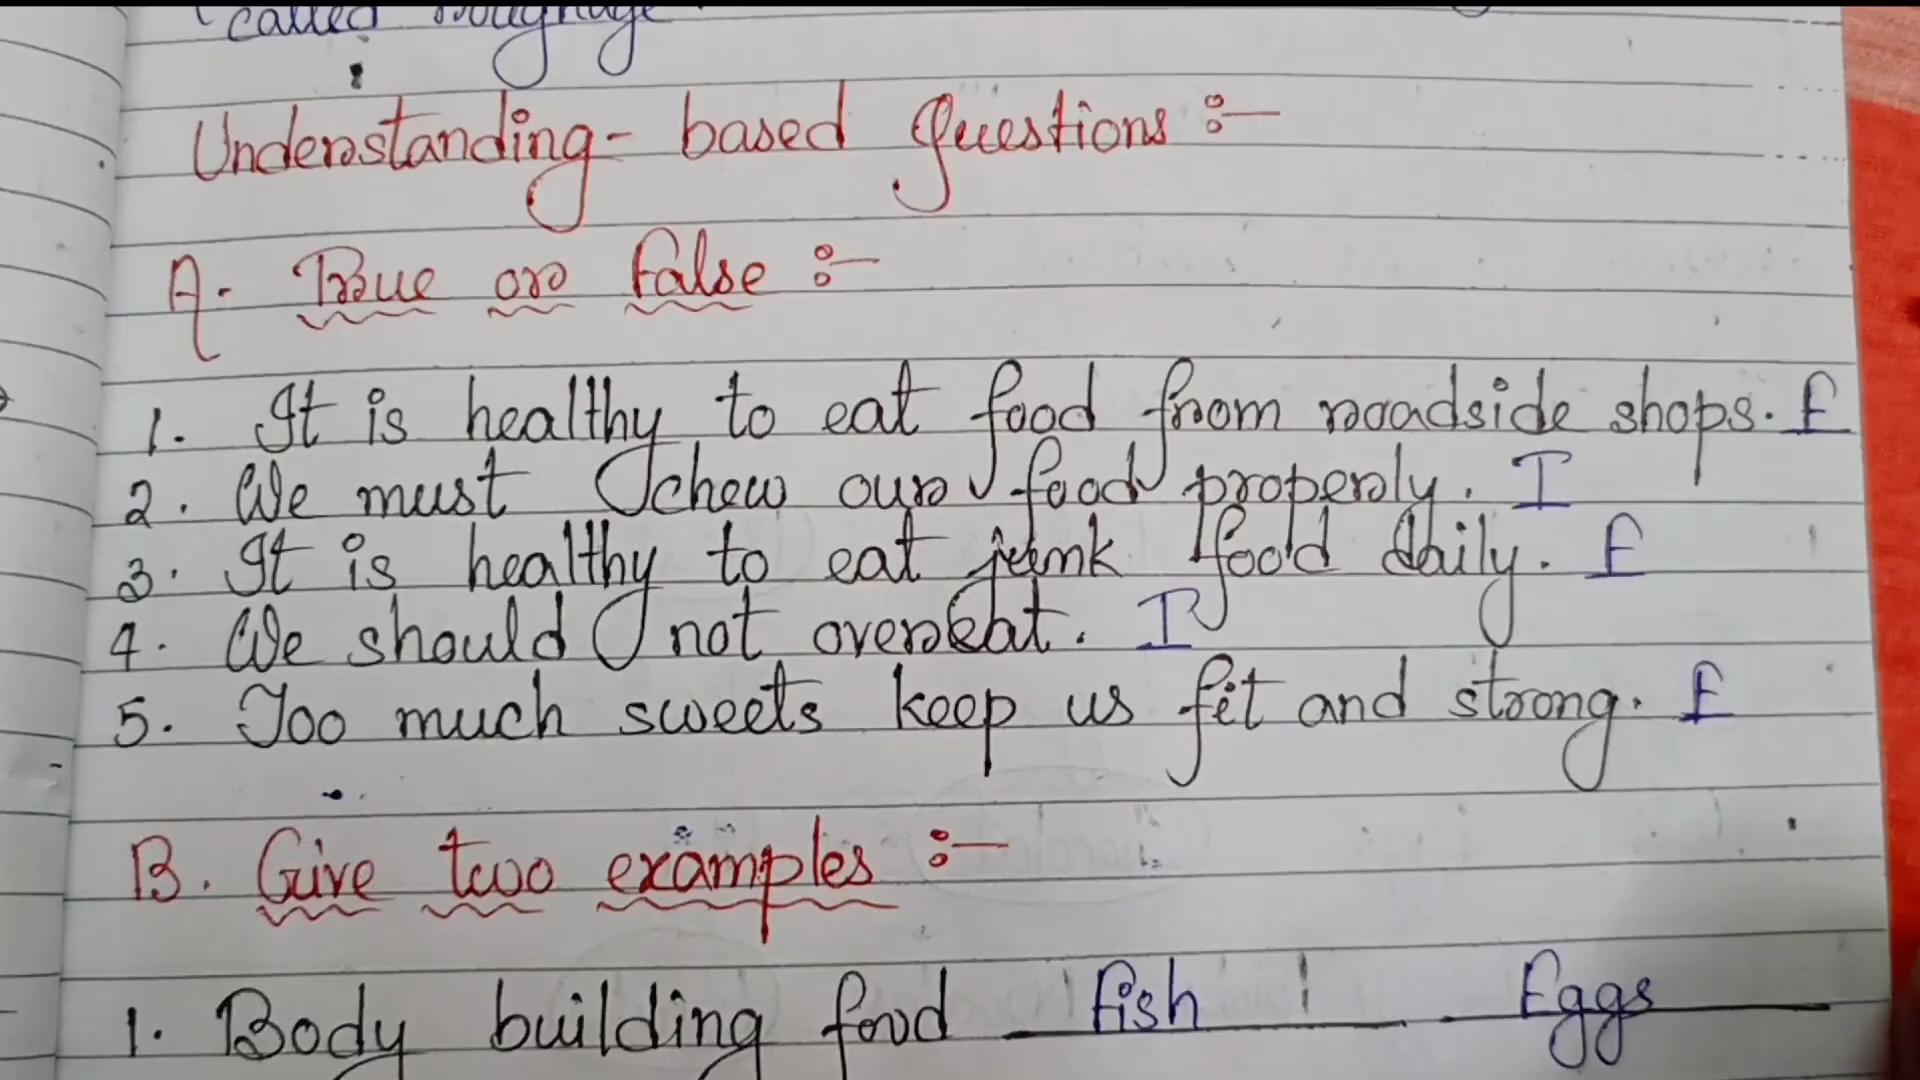 called roughage.
Understanding-based Questions :-
A. True or False :-
1. It is healthy to eat food from roadside shops. F
2. We must chew our food properly. T
3. It is healthy to eat junk food daily. F
4. We should not overeat. T
5. Too much sweets keep us fit and strong. F
B. Give two examples :-
1. Body building food fish Eggs